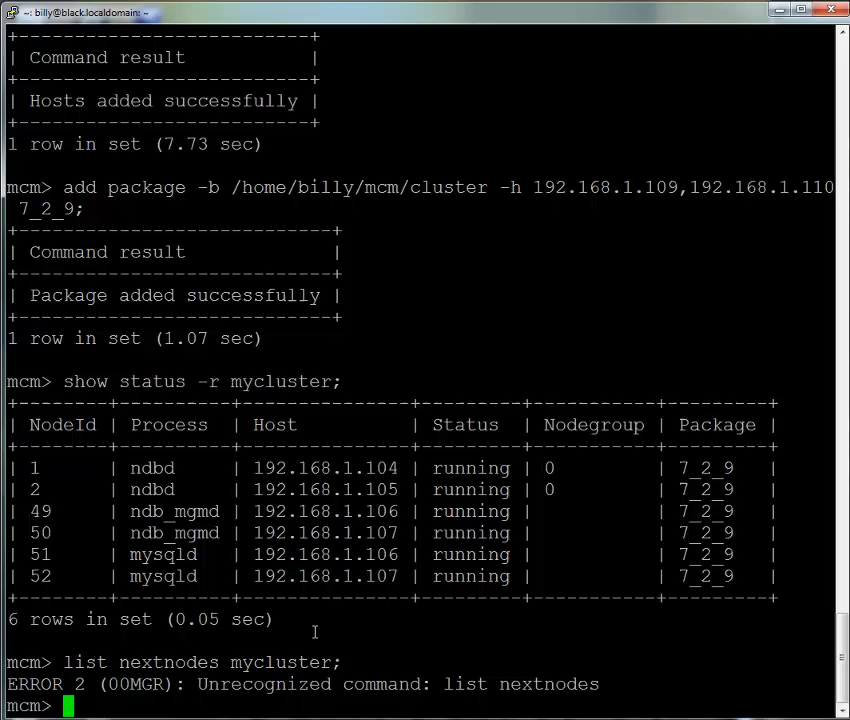 ~: billy@black.localdomain: ~
+---------------------------+
| Command result            |
+---------------------------+
| Hosts added successfully |
+--------------------------+
1 row in set (7.73 sec)
mcm> add package -b /home/billy/mcm/cluster -h 192.168.1.109,192.168.1.110
 7_2_9;
+----------------------------+
| Command result             |
+----------------------------+
| Package added successfully |
+----------------------------+
1 row in set (1.07 sec)
mcm> show status -r mycluster;
+--------+----------+---------------+---------+-----------+---------+
| NodeId | Process  | Host          | Status  | Nodegroup | Package |
+--------+----------+---------------+---------+-----------+---------+
| 1      | ndbd     | 192.168.1.104 | running | 0         | 7_2_9   |
| 2      | ndbd     | 192.168.1.105 | running | 0         | 7_2_9   |
| 49     | ndb_mgmd | 192.168.1.106 | running |           | 7_2_9   |
| 50     | ndb_mgmd | 192.168.1.107 | running |           | 7_2_9   |
| 51     | mysqld   | 192.168.1.106 | running |           | 7_2_9   |
| 52     | mysqld   | 192.168.1.107 | running |           | 7_2_9   |
+--------+----------+---------------+---------+-----------+---------+
6 rows in set (0.05 sec)
mcm> list nextnodes mycluster;
ERROR 2 (00MGR): Unrecognized command: list nextnodes
mcm>